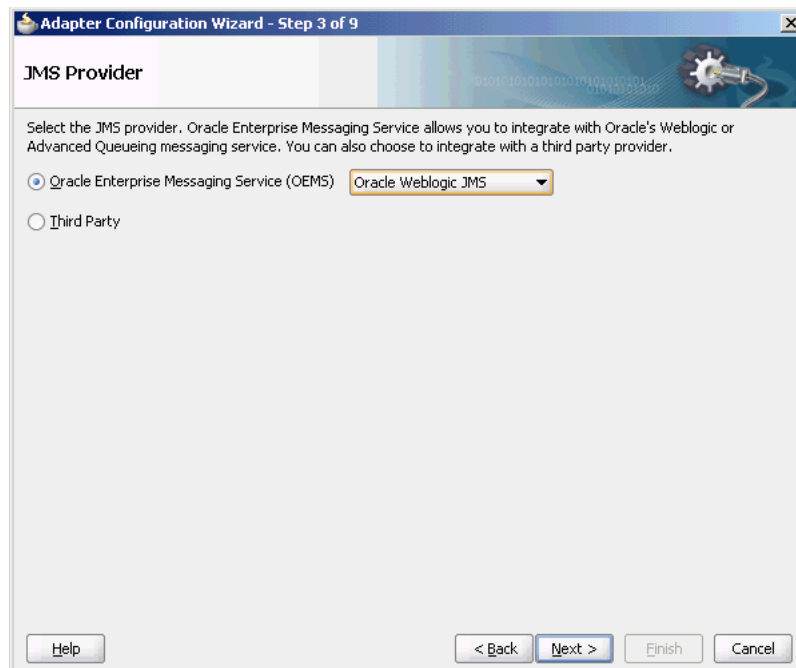 Adapter Configuration Wizard - Step 3 of 9
JMS Provider
Select the JMS provider. Oracle Enterprise Messaging Service allows you to integrate with Oracle's Weblogic or
Advanced Queueing messaging service. You can also choose to integrate with a third party provider.
Oracle Enterprise Messaging Service (OEMS) Oracle Weblogic JMS
Third Party
Help < Back Next > Finish Cancel